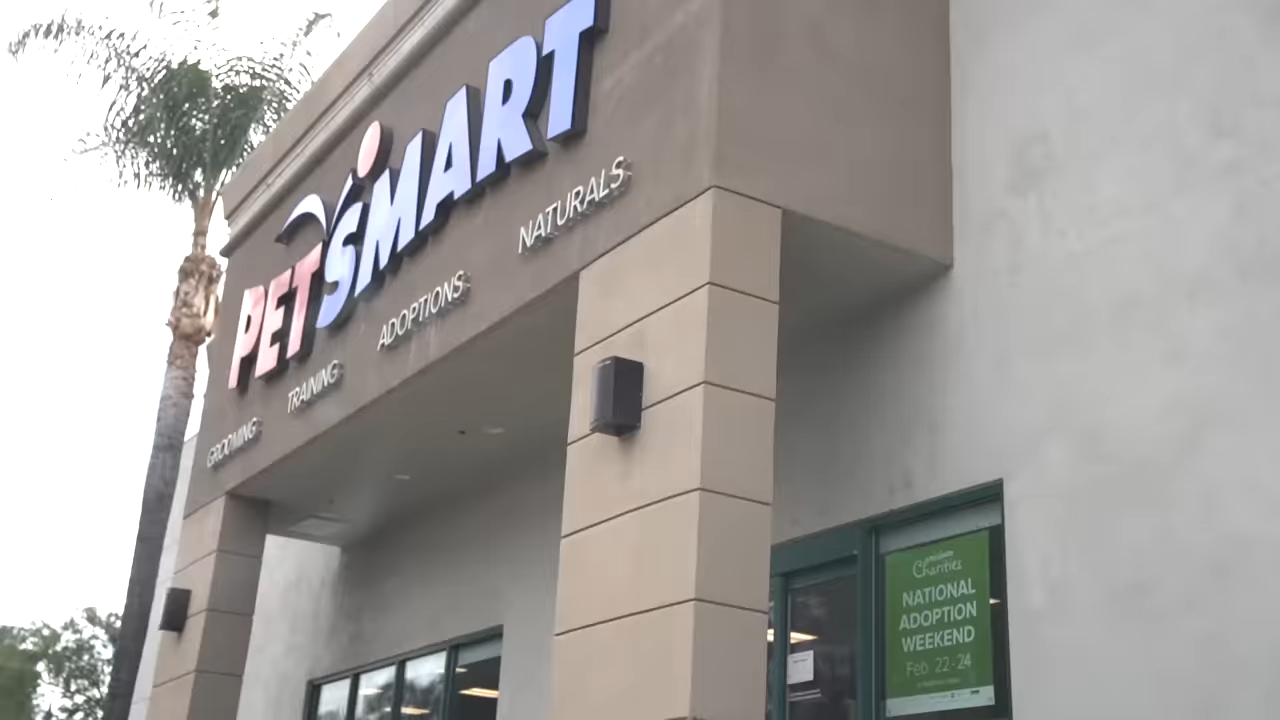 PETSMART
GROOMING
TRAINING
ADOPTIONS
NATURALS
Charities
NATIONAL
ADOPTION
WEEKEND
Feb 22-24